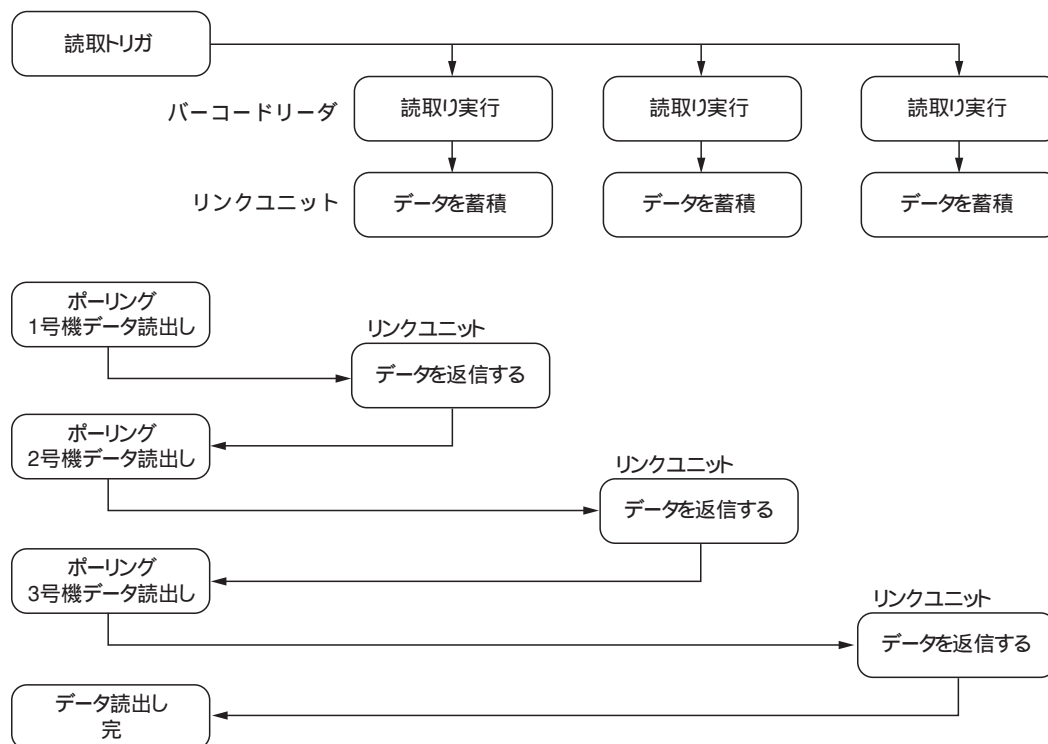 読取トリガ
バーコードリーダ 読取り実行 読取り実行 読取り実行
リンクユニット データを蓄積 データを蓄積 データを蓄積
ポーリング
1号機データ読出し
リンクユニット
データを返信する
ポーリング
2号機データ読出し
リンクユニット
データを返信する
ポーリング
3号機データ読出し
リンクユニット
データを返信する
データ読出し
完